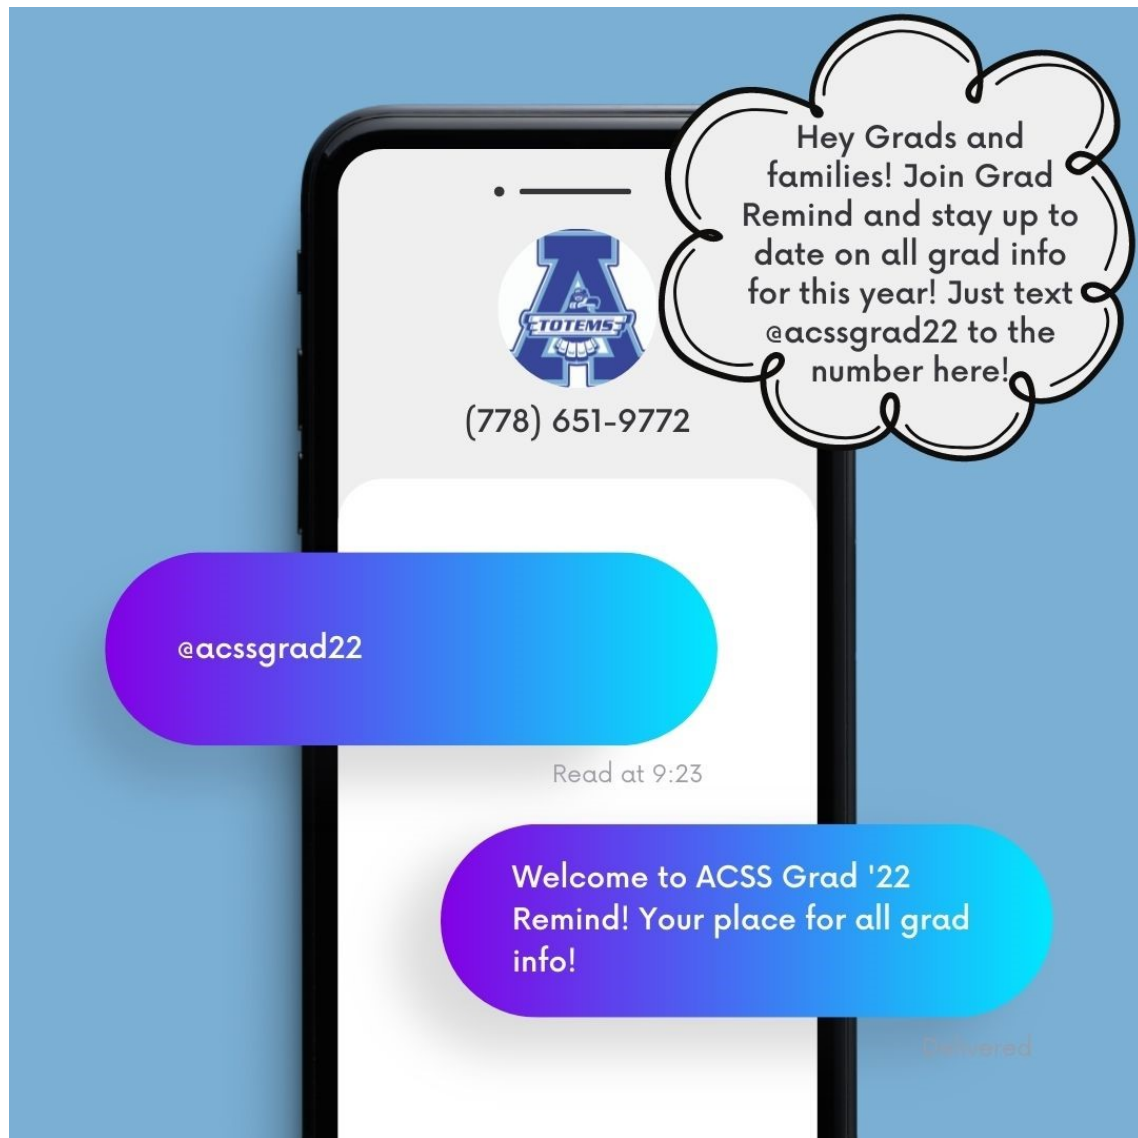 Hey Grads and
families! Join Grad
Remind and stay up to
date on all grad info
for this year! Just text
@acssgrad22 to the
number here!
TOTEMS
(778) 651-9772
@acssgrad22
Read at 9:23
Welcome to ACSS Grad '22
Remind! Your place for all grad
info!
Delivered